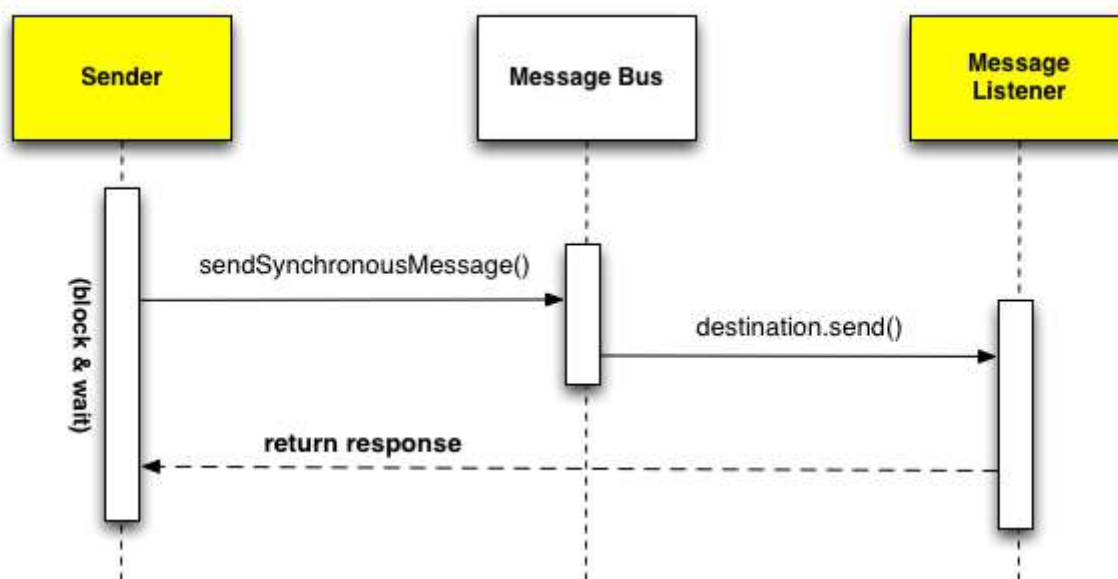 Sender
Message Bus
Message
Listener
sendSynchronousMessage()
destination.send()
(block & wait)
return response